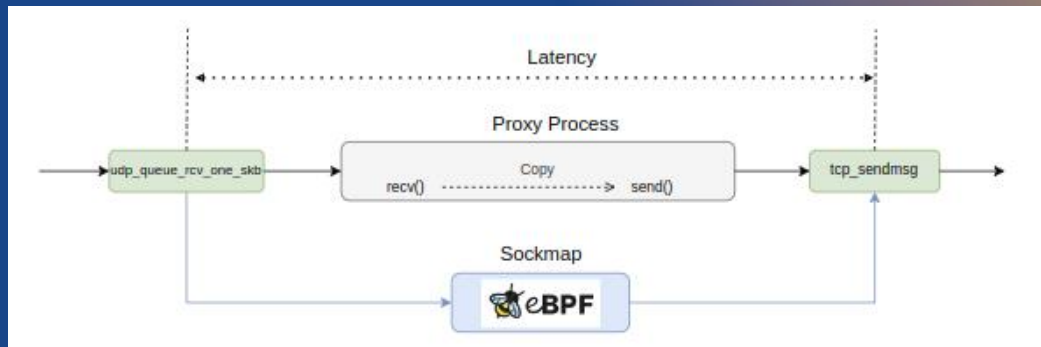 Latency
Proxy Process
udp_queue_rcv_one_skb
Copy
recv()
send()
tcp_sendmsg
Sockmap
eBPF